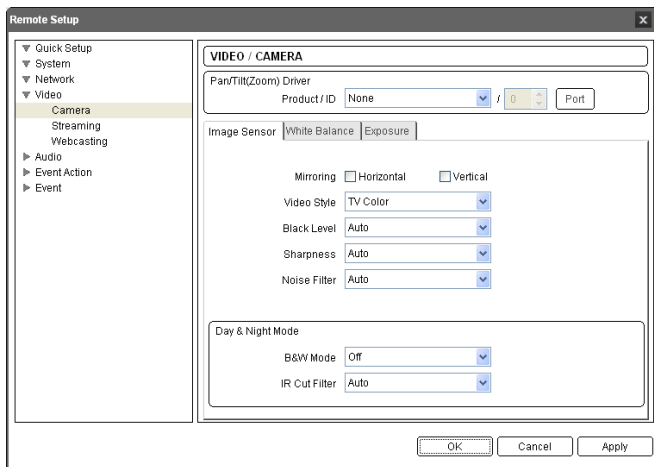 Remote Setup
x
Quick Setup
System
Network
Video
Camera
Streaming
Webcasting
Audio
Event Action
Event
VIDEO / CAMERA
Pan/Tilt(Zoom) Driver
Product / ID None / 0 Port
Image Sensor White Balance Exposure
Mirroring Horizontal Vertical
Video Style TV Color
Black Level Auto
Sharpness Auto
Noise Filter Auto
Day & Night Mode
B&W Mode Off
IR Cut Filter Auto
OK Cancel Apply